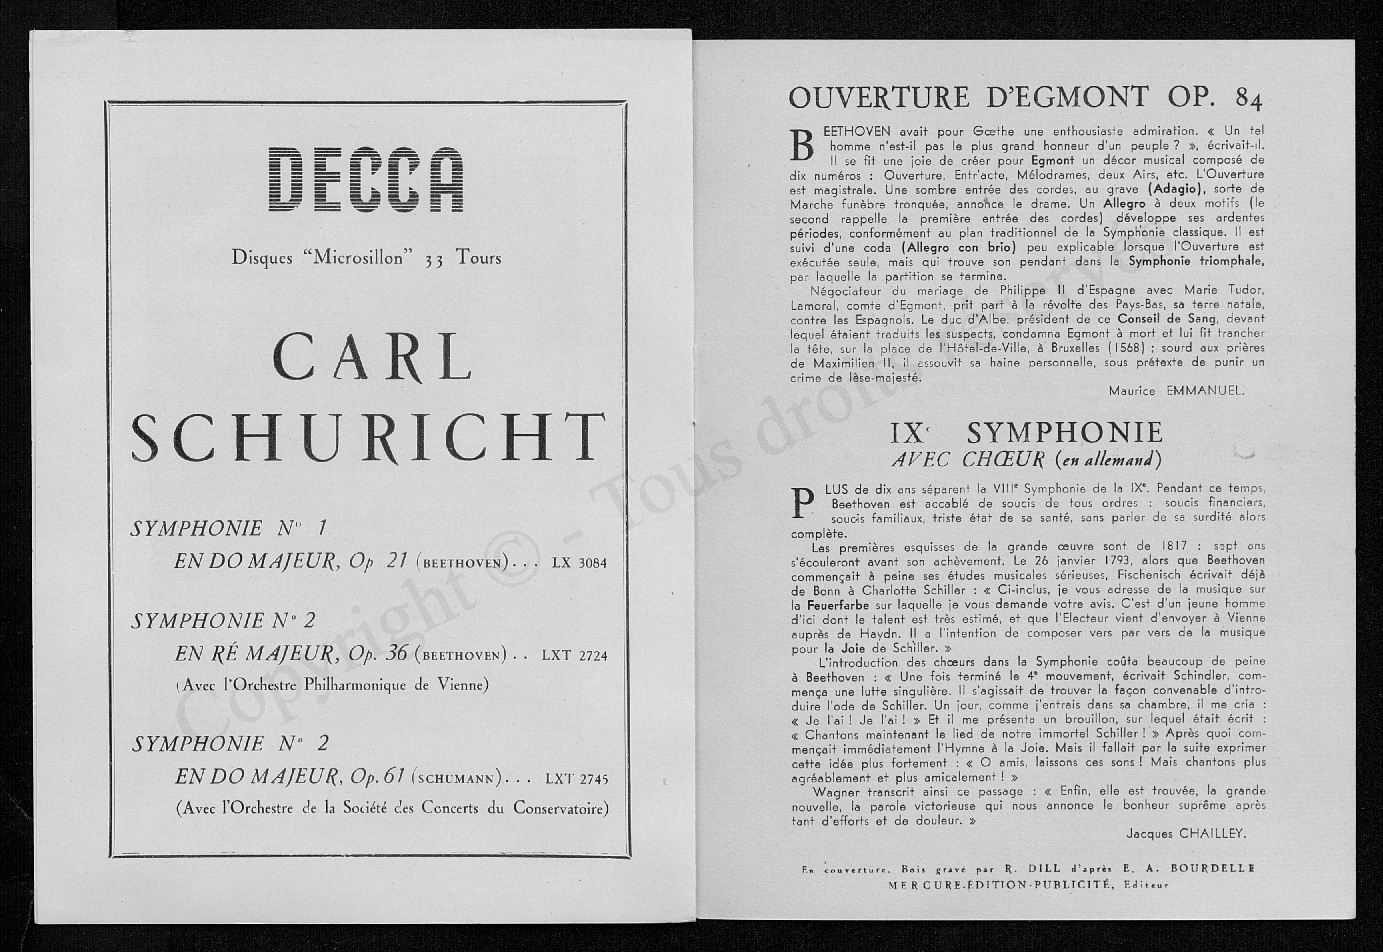 DECCA
Disques "Microsillon" 33 Tours
CARL
SCHURICHT
SYMPHONIE N° 1
EN DO MAJEUR, Op 21 (BEETHOVEN)... LX 3084
SYMPHONIE N° 2
EN RÉ MAJEUR, Op. 36 (BEETHOVEN).. LXT 2724
(Avec l'Orchestre Philharmonique de Vienne)
SYMPHONIE N° 2
EN DO MAJEUR, Op. 61 (SCHUMANN)... LXT 2745
(Avec l'Orchestre de la Société des Concerts du Conservatoire)
OUVERTURE D'EGMONT OP. 84
BEETHOVEN avait pour Gœthe une enthousiaste admiration. « Un tel
homme n'est-il pas le plus grand honneur d'un peuple ? », écrivait-il.
Il se fit une joie de créer pour Egmont un décor musical composé de
dix numéros : Ouverture, Entr'acte, Mélodrames, deux Airs, etc. L'Ouverture
est magistrale. Une sombre entrée des cordes, au grave (Adagio), sorte de
Marche funèbre tronquée, annonce le drame. Un Allegro à deux motifs (le
second rappelle la première entrée des cordes) développe ses ardentes
périodes, conformément au plan traditionnel de la Symphonie classique. Il est
suivi d'une coda (Allegro con brio) peu explicable lorsque l'Ouverture est
exécutée seule, mais qui trouve son pendant dans la Symphonie triomphale,
par laquelle la partition se termine.
Négociateur du mariage de Philippe II d'Espagne avec Marie Tudor,
Lamoral, comte d'Egmont, prit part à la révolte des Pays-Bas, sa terre natale,
contre les Espagnols. Le duc d'Albe, président de ce Conseil de Sang, devant
lequel étaient traduits les suspects, condamna Egmont à mort et lui fit trancher
la tête, sur la place de l'Hôtel-de-Ville, à Bruxelles (1568) ; sourd aux prières
de Maximilien II, il assouvit sa haine personnelle, sous prétexte de punir un
crime de lèse-majesté.
Maurice EMMANUEL.
IXe SYMPHONIE
AVEC CHŒUR (en allemand)
PLUS de dix ans séparent la VIIIe Symphonie de la IXe. Pendant ce temps,
Beethoven est accablé de soucis de tous ordres : soucis financiers,
soucis familiaux, triste état de sa santé, sans parler de sa surdité alors
complète.
Les premières esquisses de la grande œuvre sont de 1817 : sept ans
s'écouleront avant son achèvement. Le 26 janvier 1793, alors que Beethoven
commençait à peine ses études musicales sérieuses, Fischenisch écrivait déjà
de Bonn à Charlotte Schiller : « Ci-inclus, je vous adresse de la musique sur
la Feuerfarbe sur laquelle je vous demande votre avis. C'est d'un jeune homme
d'ici dont le talent est très estimé, et que l'Electeur vient d'envoyer à Vienne
auprès de Haydn. Il a l'intention de composer vers par vers de la musique
pour la Joie de Schiller. »
L'introduction des chœurs dans la Symphonie coûta beaucoup de peine
à Beethoven : « Une fois terminé le 4e mouvement, écrivait Schindler, com-
mença une lutte singulière. Il s'agissait de trouver la façon convenable d'intro-
duire l'ode de Schiller. Un jour, comme j'entrais dans sa chambre, il me cria :
« Je l'ai ! Je l'ai ! » Et il me présenta un brouillon, sur lequel était écrit :
« Chantons maintenant le lied de notre immortel Schiller ! » Après quoi com-
mençait immédiatement l'Hymne à la Joie. Mais il fallait par la suite exprimer
cette idée plus fortement : « O amis, laissons ces sons ! Mais chantons plus
agréablement et plus amicalement ! »
Wagner transcrit ainsi ce passage : « Enfin, elle est trouvée, la grande
nouvelle, la parole victorieuse qui nous annonce le bonheur suprême après
tant d'efforts et de douleur. »
Jacques CHAILLEY.
En couverture, Bois gravé par R. DILL d'après E. A. BOURDELLE
MERCURE-ÉDITION-PUBLICITÉ, Editeur
Copyright © - Tous droits